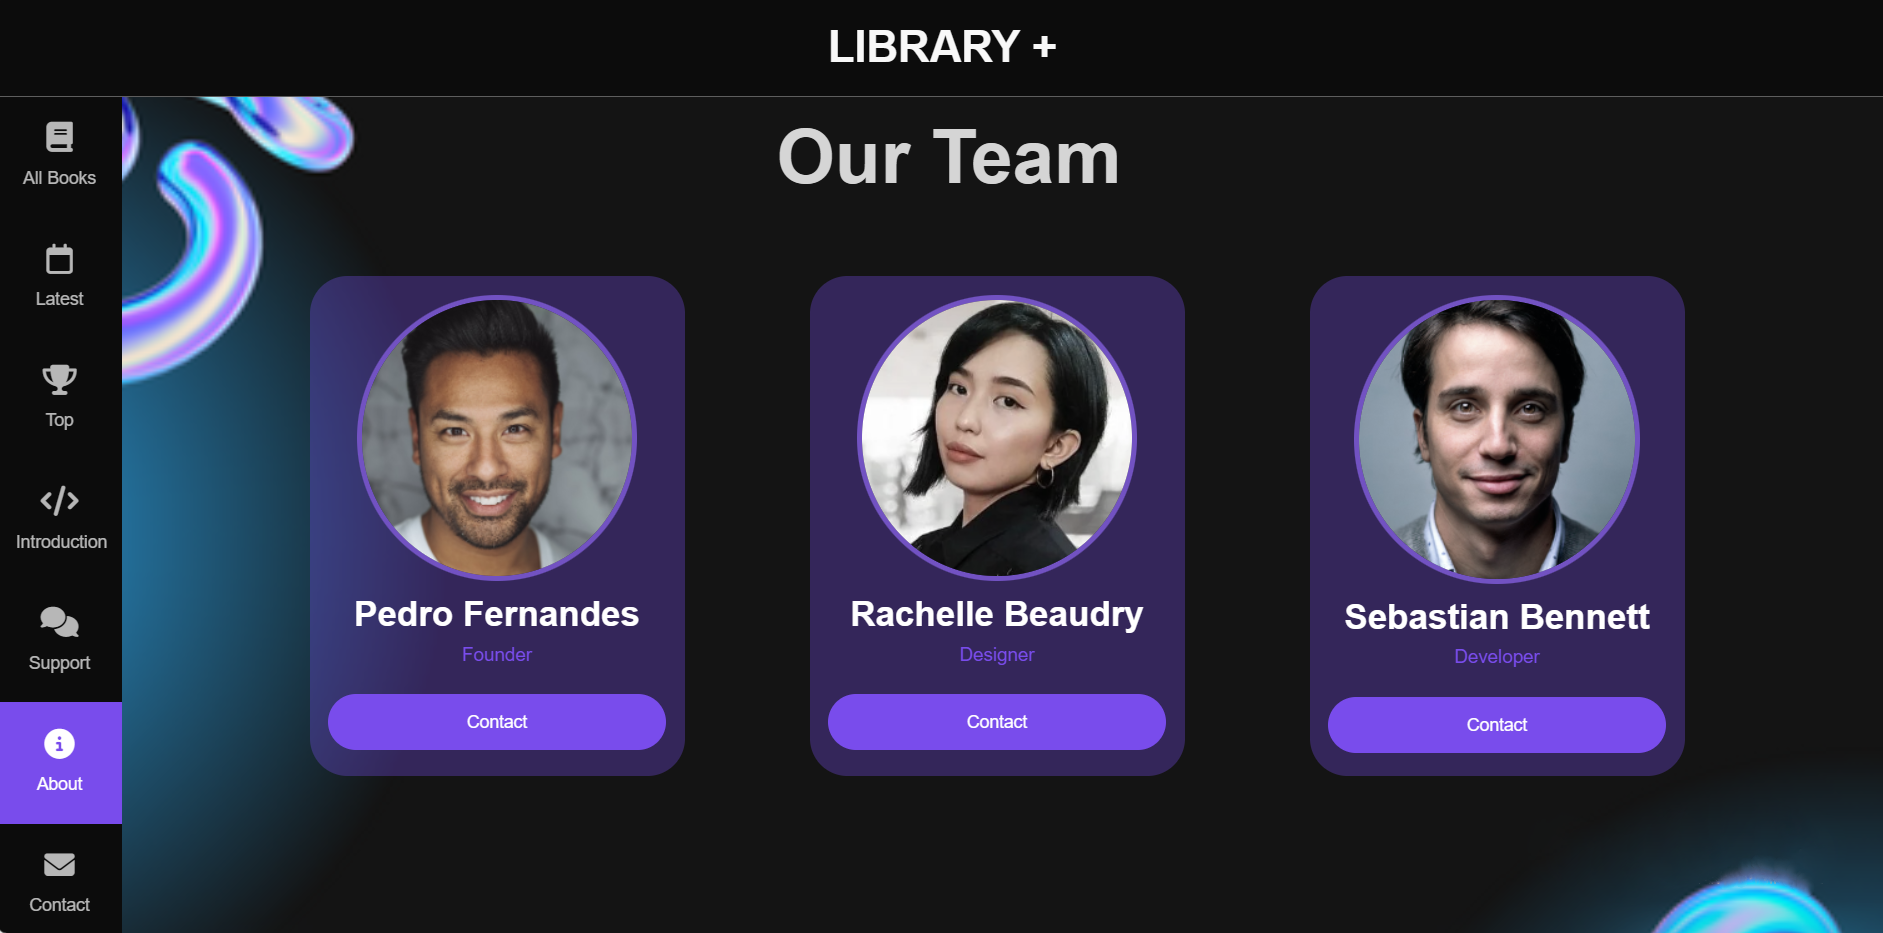 LIBRARY +
All Books
Latest
Top
Introduction
Support
About
Contact
Our Team
Pedro Fernandes
Founder
Contact
Rachelle Beaudry
Designer
Contact
Sebastian Bennett
Developer
Contact